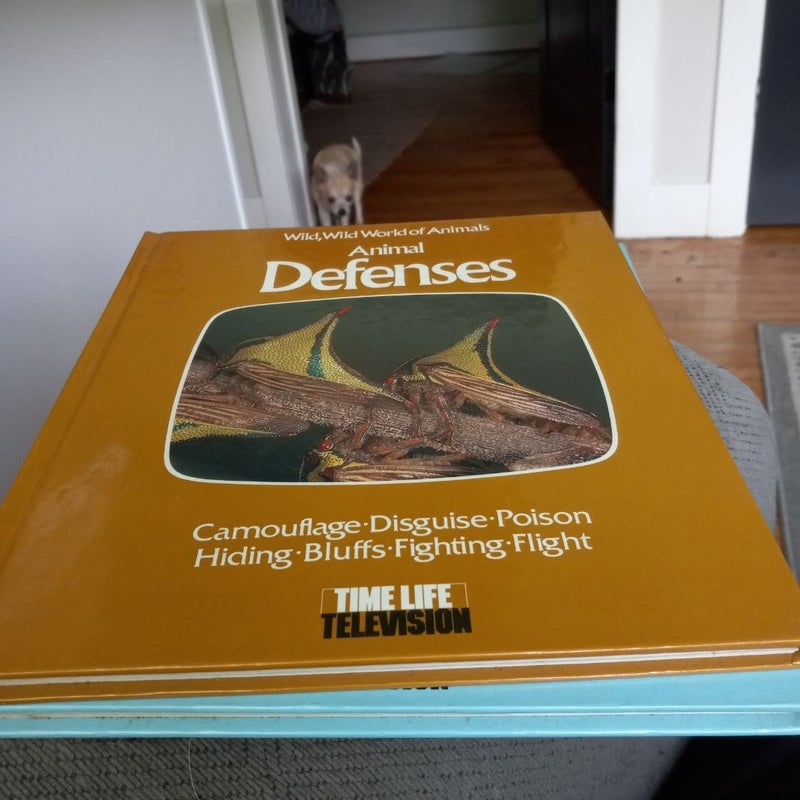 Wild, Wild World of Animals
Animal
Defenses
Camouflage·Disguise·Poison
Hiding·Bluffs·Fighting·Flight
TIME LIFE
TELEVISION